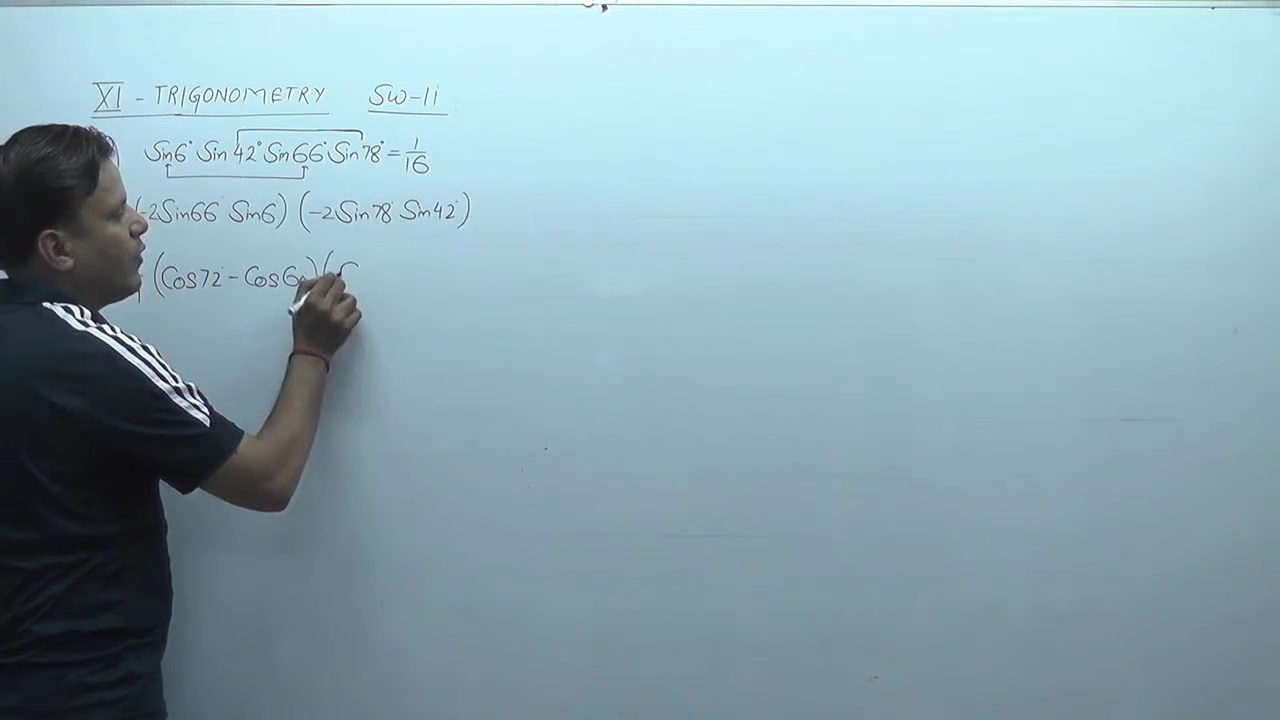 XI - TRIGONOMETRY SW-11
Sin6° Sin 42° Sin66° Sin78° = 1/16
(-2Sin66° Sin6) (-2Sin78° Sin42°)
(Cos72° - Cos60) (C